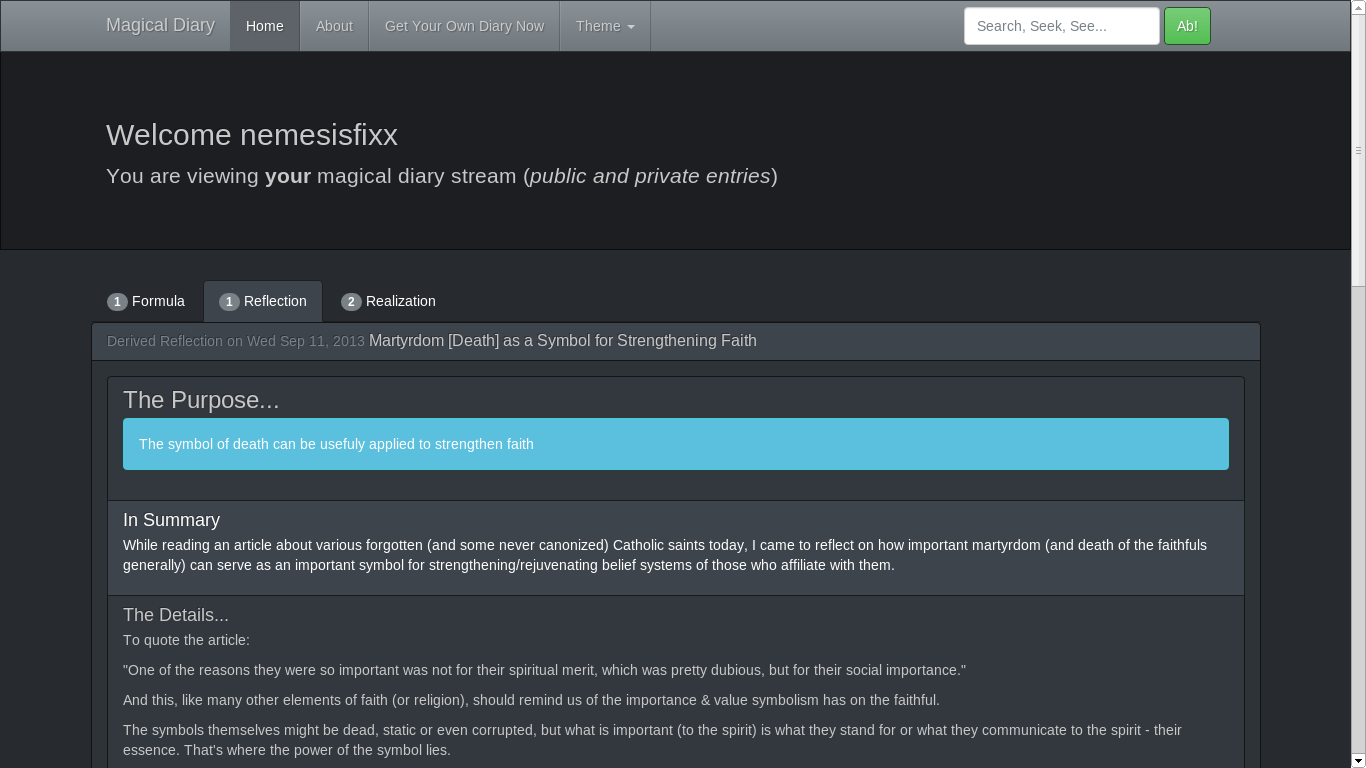 Magical Diary Home About Get Your Own Diary Now Theme Search, Seek, See... Ab!
Welcome nemesisfixx
You are viewing your magical diary stream (public and private entries)
1 Formula 1 Reflection 2 Realization
Derived Reflection on Wed Sep 11, 2013 Martyrdom [Death] as a Symbol for Strengthening Faith
The Purpose...
The symbol of death can be usefuly applied to strengthen faith
In Summary
While reading an article about various forgotten (and some never canonized) Catholic saints today, I came to reflect on how important martyrdom (and death of the faithfuls
generally) can serve as an important symbol for strengthening/rejuvenating belief systems of those who affiliate with them.
The Details...
To quote the article:
"One of the reasons they were so important was not for their spiritual merit, which was pretty dubious, but for their social importance."
And this, like many other elements of faith (or religion), should remind us of the importance & value symbolism has on the faithful.
The symbols themselves might be dead, static or even corrupted, but what is important (to the spirit) is what they stand for or what they communicate to the spirit - their
essence. That's where the power of the symbol lies.